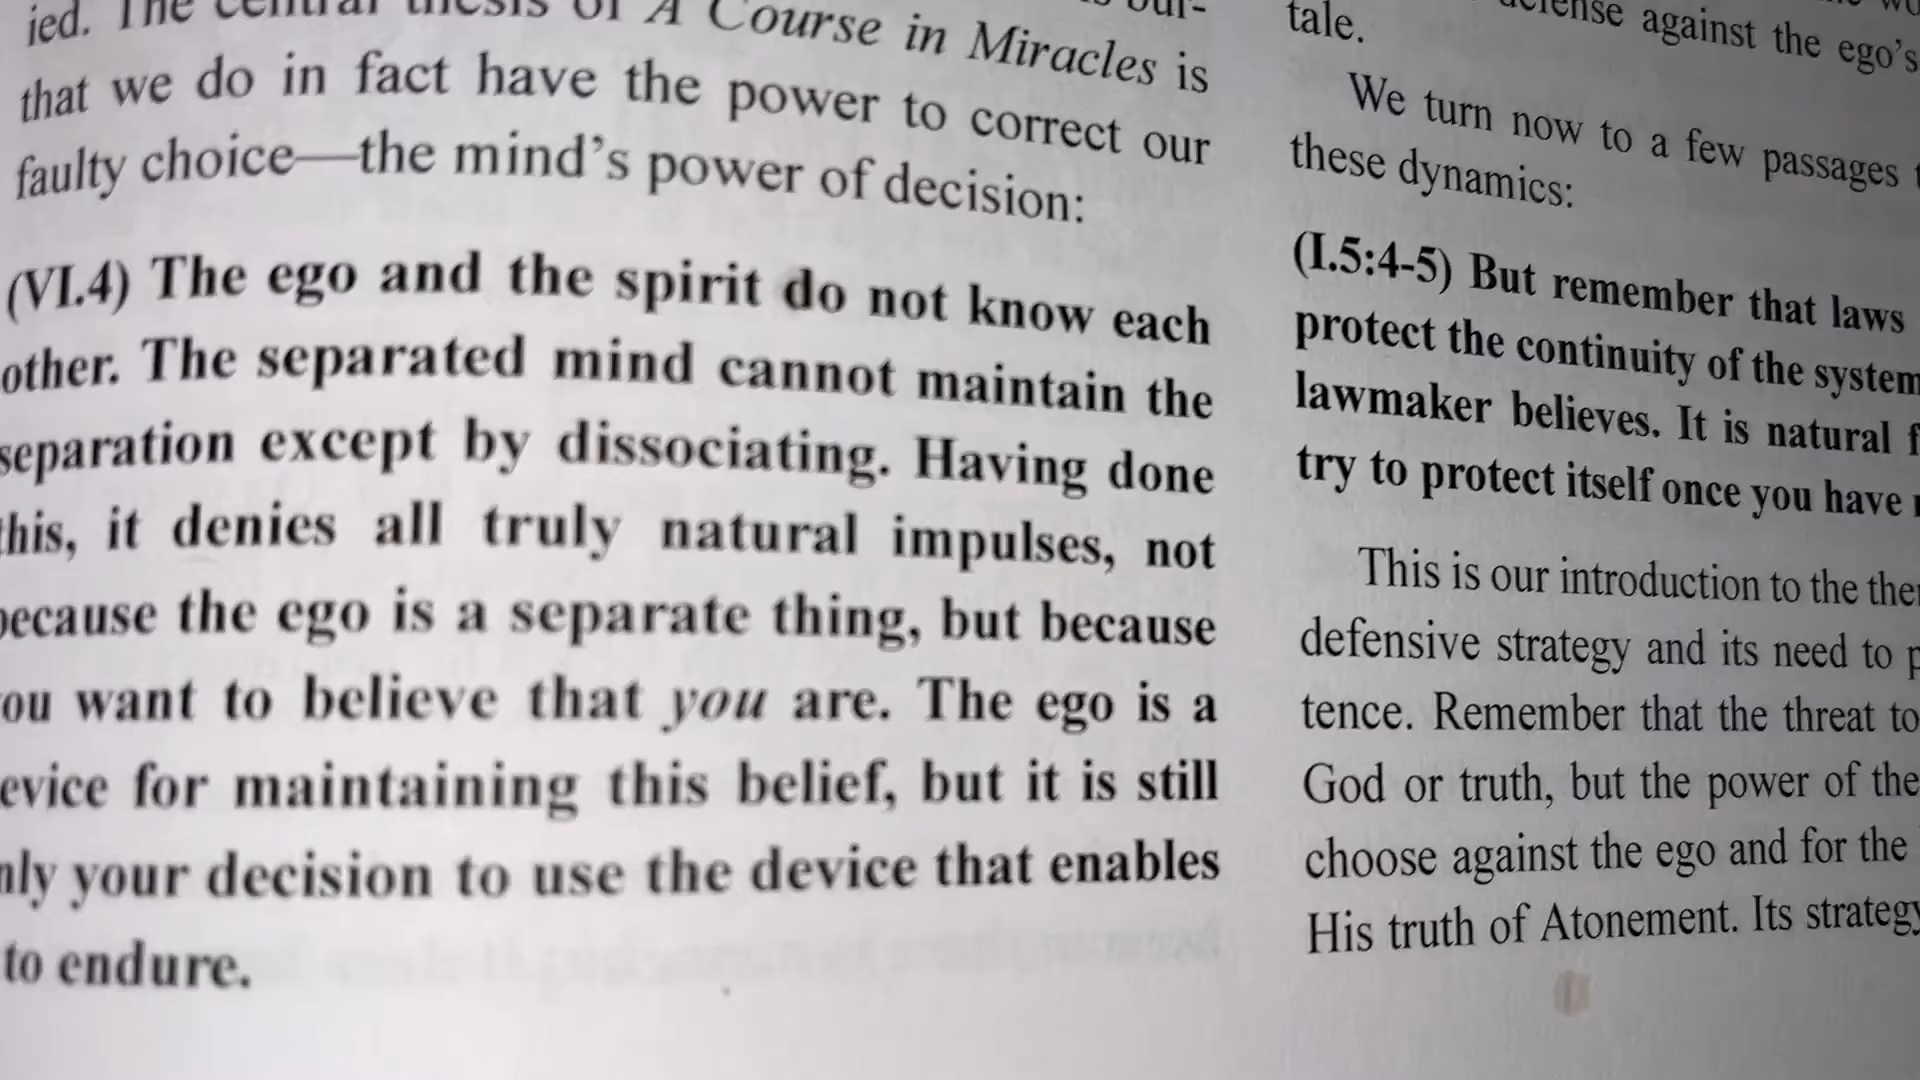 ied. The central thesis of A Course in Miracles is
that we do in fact have the power to correct our
faulty choice—the mind's power of decision:
(VI.4) The ego and the spirit do not know each
other. The separated mind cannot maintain the
separation except by dissociating. Having done
this, it denies all truly natural impulses, not
because the ego is a separate thing, but because
you want to believe that you are. The ego is a
evice for maintaining this belief, but it is still
nly your decision to use the device that enables
to endure.
against the ego's
tale.
We turn now to a few passages
these dynamics:
(I.5:4-5) But remember that laws
protect the continuity of the system
lawmaker believes. It is natural
try to protect itself once you have
This is our introduction to the
defensive strategy and its need to
tence. Remember that the threat to
God or truth, but the power of the
choose against the ego and for the
His truth of Atonement. Its strategy